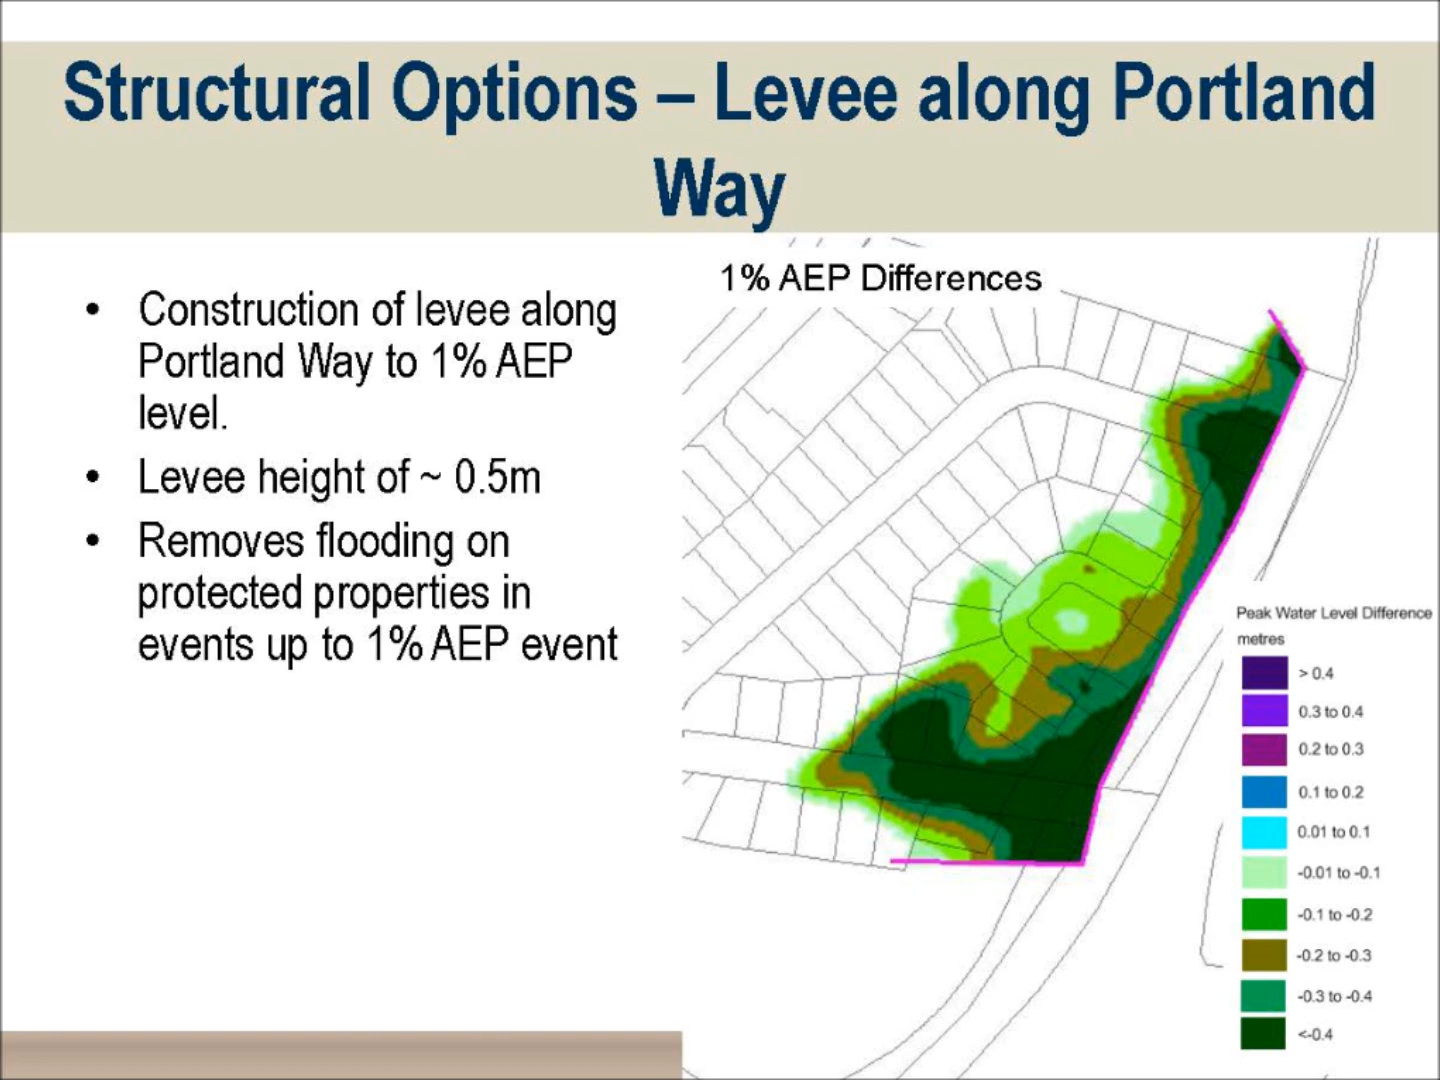 Structural Options – Levee along Portland
Way
1% AEP Differences
• Construction of levee along
Portland Way to 1% AEP
level.
• Levee height of ~ 0.5m
• Removes flooding on
protected properties in
events up to 1% AEP event
Peak Water Level Difference
metres
> 0.4
0.3 to 0.4
0.2 to 0.3
0.1 to 0.2
0.01 to 0.1
-0.01 to -0.1
-0.1 to -0.2
-0.2 to -0.3
-0.3 to -0.4
<-0.4